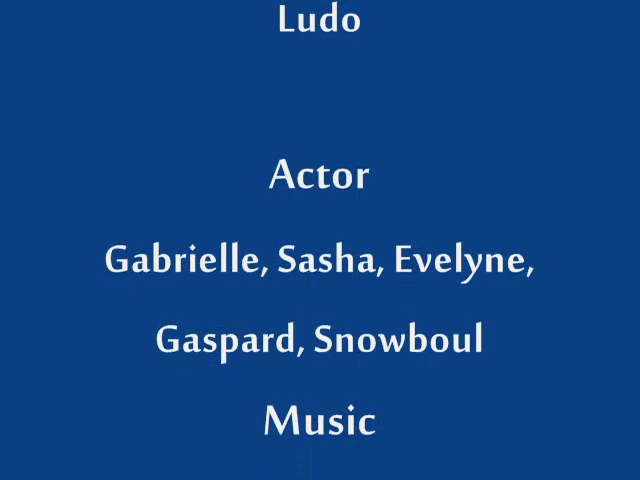 Ludo
Actor
Gabrielle, Sasha, Evelyne,
Gaspard, Snowboul
Music